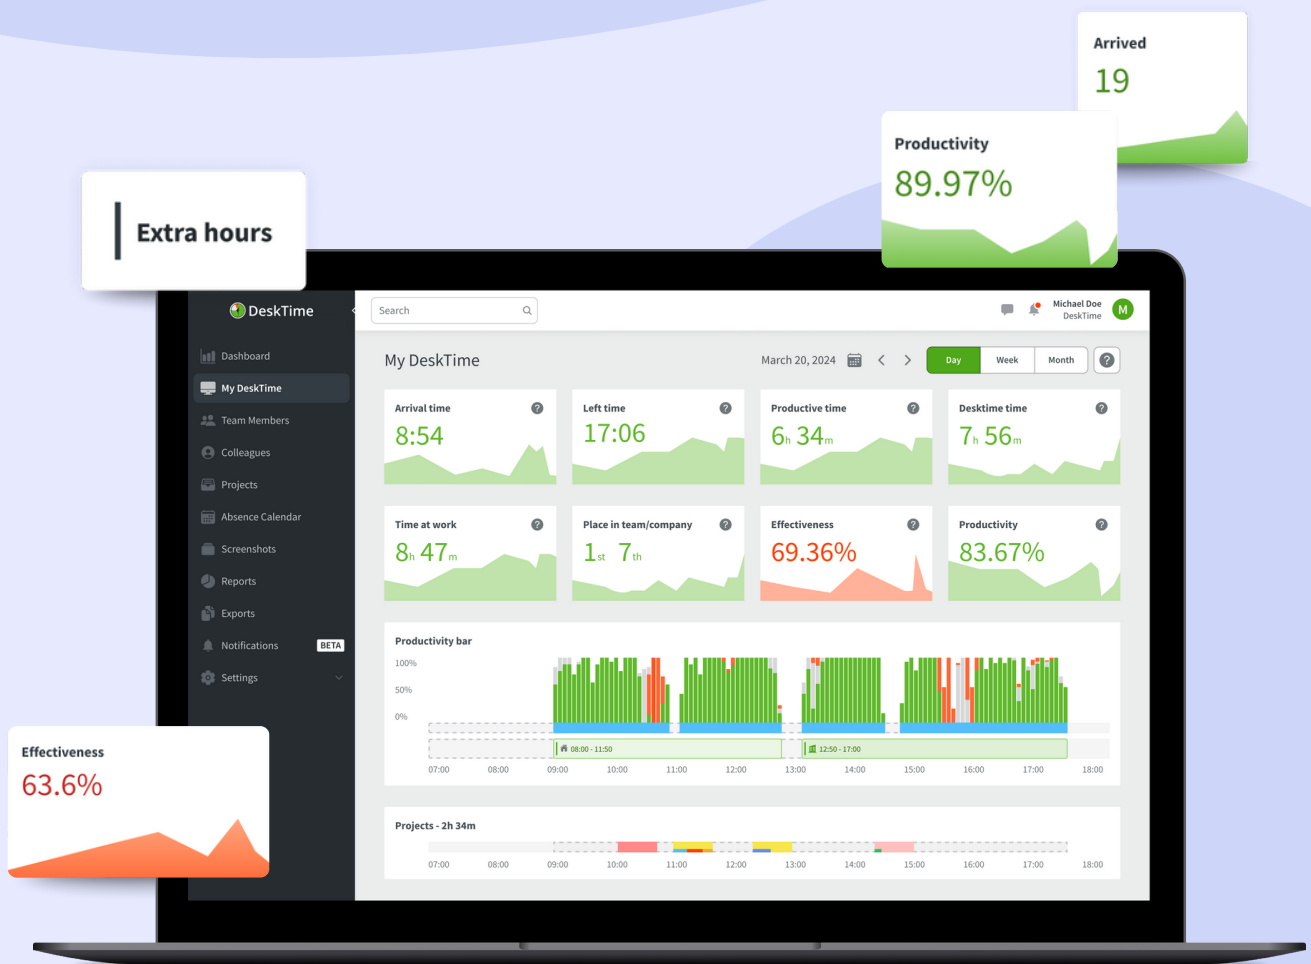 Arrived
19
Productivity
89.97%
Extra hours
DeskTime
Search
Michael Doe
DeskTime
M
Dashboard
My DeskTime
Team Members
Colleagues
Projects
Absence Calendar
Screenshots
Reports
Exports
Notifications BETA
Settings
My DeskTime
March 20, 2024
Day Week Month ?
Arrival time ?
8:54
Left time ?
17:06
Productive time ?
6h 34m
Desktime time ?
7h 56m
Time at work ?
8h 47m
Place in team/company ?
1st 7th
Effectiveness ?
69.36%
Productivity ?
83.67%
Productivity bar
100%
50%
0%
08:00 - 11:50
12:50 - 17:00
07:00 08:00 09:00 10:00 11:00 12:00 13:00 14:00 15:00 16:00 17:00 18:00
Projects - 2h 34m
07:00 08:00 09:00 10:00 11:00 12:00 13:00 14:00 15:00 16:00 17:00 18:00
Effectiveness
63.6%